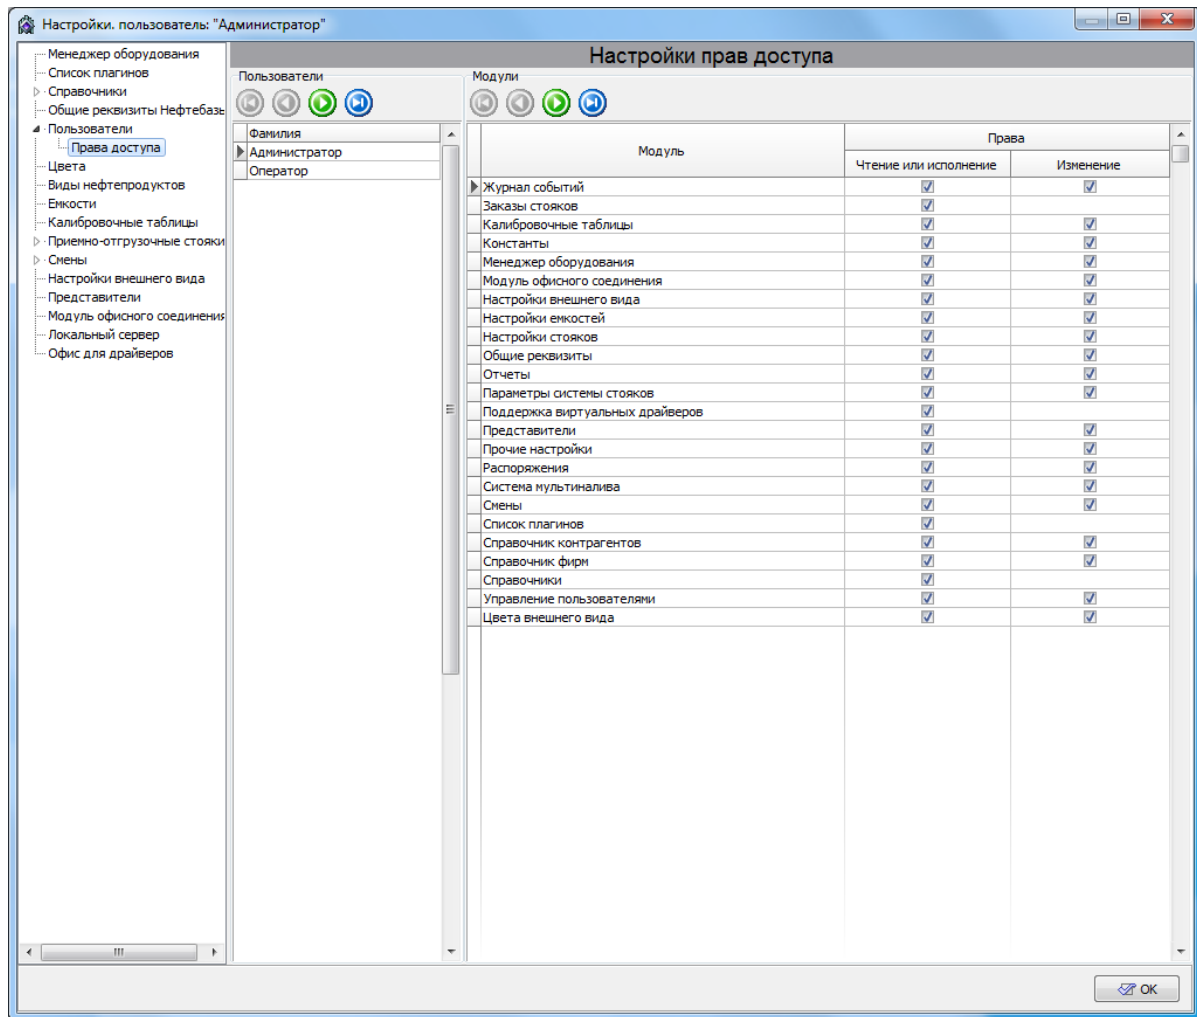 Настройки. пользователь: "Администратор"
Менеджер оборудования
Список плагинов
Справочники
Общие реквизиты Нефтебазь
Пользователи
Права доступа
Цвета
Виды нефтепродуктов
Емкости
Калибровочные таблицы
Приемно-отгрузочные стояки
Смены
Настройки внешнего вида
Представители
Модуль офисного соединения
Локальный сервер
Офис для драйверов
Настройки прав доступа
Пользователи
Фамилия
Администратор
Оператор
Модули
Модуль
Права
Чтение или исполнение
Изменение
Журнал событий
Заказы стояков
Калибровочные таблицы
Константы
Менеджер оборудования
Модуль офисного соединения
Настройки внешнего вида
Настройки емкостей
Настройки стояков
Общие реквизиты
Отчеты
Параметры системы стояков
Поддержка виртуальных драйверов
Представители
Прочие настройки
Распоряжения
Система мультиналива
Смены
Список плагинов
Справочник контрагентов
Справочник фирм
Справочники
Управление пользователями
Цвета внешнего вида
OK